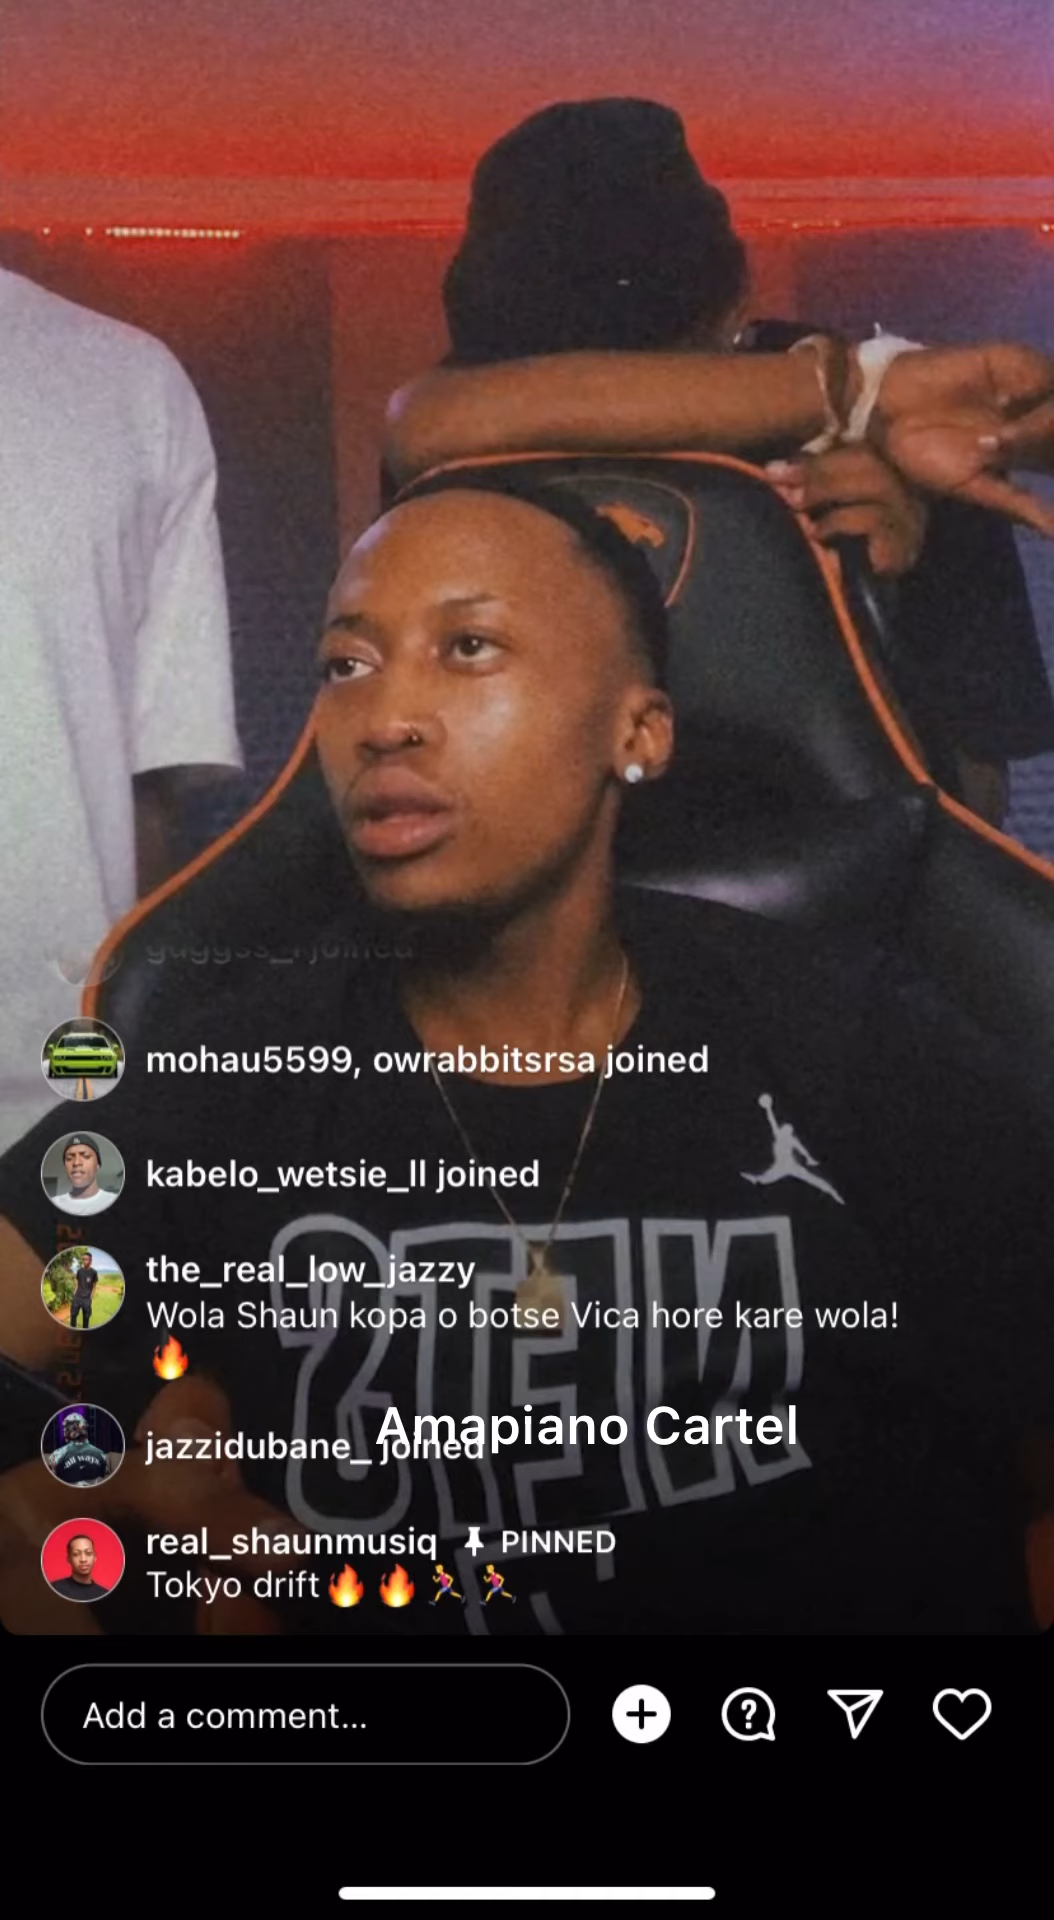 mohau5599, owrabbitsrsa joined
kabelo_wetsie_ll joined
the_real_low_jazzy
Wola Shaun kopa o botse Vica hore kare wola!
🔥
Amapiano Cartel
jazzidubane_ joined
real_shaunmusiq PINNED
Tokyo drift🔥🔥🏃‍♀️🏃‍♀️
Add a comment...